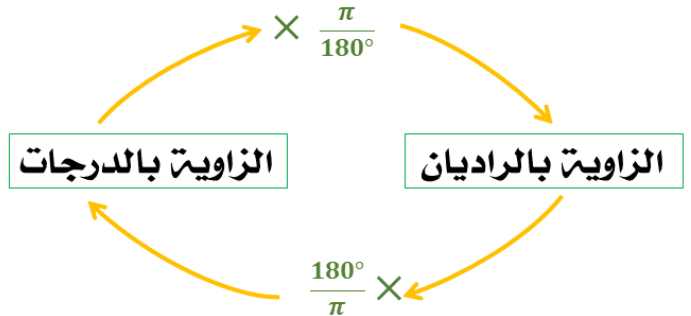 × π/180°
الزاوية بالراديان
الزاوية بالدرجات
180°/π ×